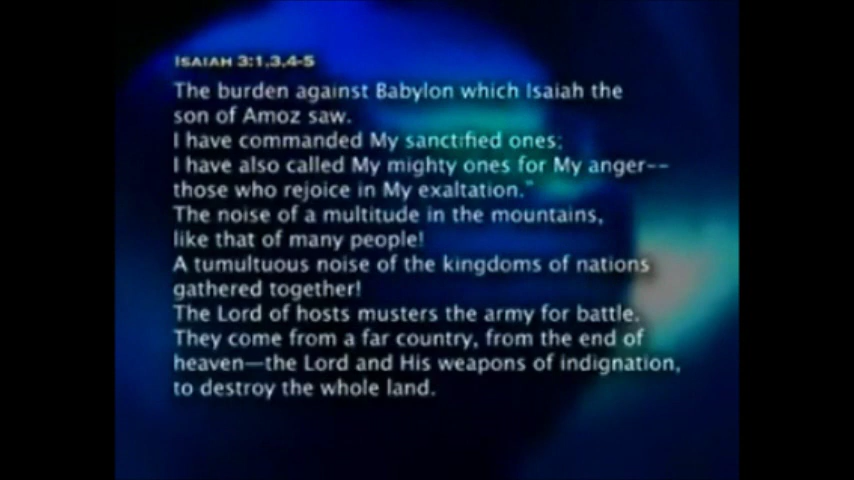 Isaiah 3:1,3,4-5
The burden against Babylon which Isaiah the
son of Amoz saw.
I have commanded My sanctified ones;
I have also called My mighty ones for My anger--
those who rejoice in My exaltation."
The noise of a multitude in the mountains,
like that of many people!
A tumultuous noise of the kingdoms of nations
gathered together!
The Lord of hosts musters the army for battle.
They come from a far country, from the end of
heaven—the Lord and His weapons of indignation,
to destroy the whole land.